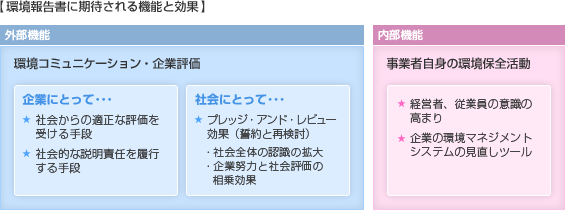 【 環境報告書に期待される機能と効果 】
外部機能
環境コミュニケーション・企業評価
企業にとって・・・
★ 社会からの適正な評価を
受ける手段
★ 社会的な説明責任を履行
する手段
社会にとって・・・
★ プレッジ・アンド・レビュー
効果（誓約と再検討）
・社会全体の認識の拡大
・企業努力と社会評価の
相乗効果
内部機能
事業者自身の環境保全活動
★ 経営者、従業員の意識の
高まり
★ 企業の環境マネジメント
システムの見直しツール